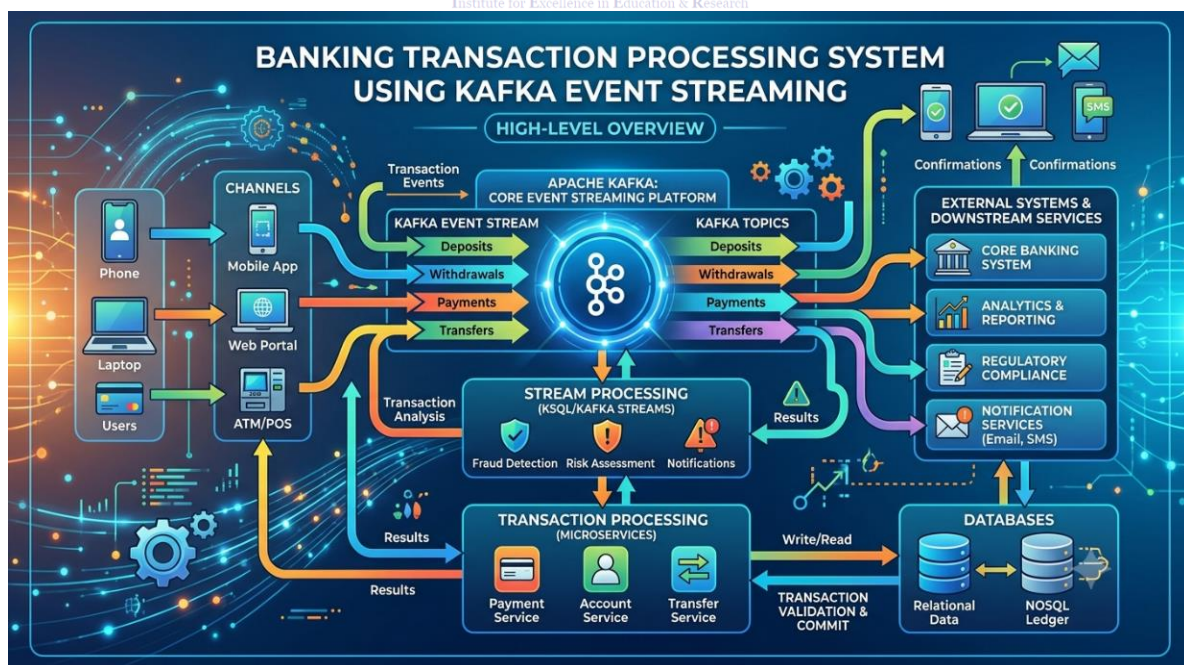 Institute for Excellence in Education & Research
BANKING TRANSACTION PROCESSING SYSTEM
USING KAFKA EVENT STREAMING
HIGH-LEVEL OVERVIEW
SMS
Confirmations
Confirmations
Phone
Laptop
Users
CHANNELS
Mobile App
Web Portal
ATM/POS
Transaction
Events
APACHE KAFKA:
CORE EVENT STREAMING PLATFORM
KAFKA EVENT STREAM
Deposits
Withdrawals
Payments
Transfers
KAFKA TOPICS
Deposits
Withdrawals
Payments
Transfers
EXTERNAL SYSTEMS &
DOWNSTREAM SERVICES
CORE BANKING
SYSTEM
ANALYTICS &
REPORTING
REGULATORY
COMPLIANCE
NOTIFICATION
SERVICES
(Email, SMS)
Transaction
Analysis
STREAM PROCESSING
(KSQL/KAFKA STREAMS)
Fraud Detection
Risk Assessment
Notifications
Results
Results
Results
TRANSACTION PROCESSING
(MICROSERVICES)
Payment
Service
Account
Service
Transfer
Service
Write/Read
TRANSACTION
VALIDATION &
COMMIT
DATABASES
Relational
Data
NOSQL
Ledger